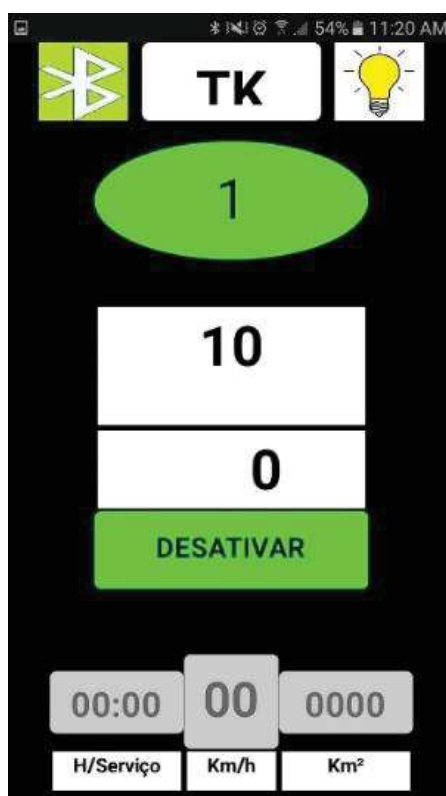 54% 11:20 AM
TK
1
10
0
DESATIVAR
00:00 00 0000
H/Serviço Km/h Km²